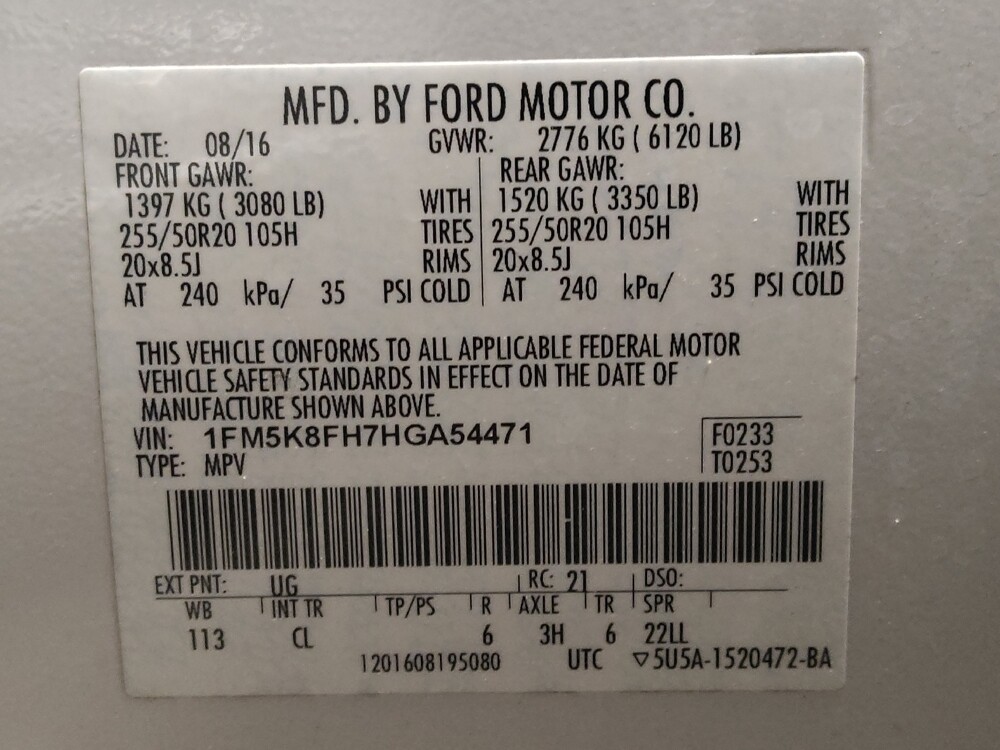 MFD. BY FORD MOTOR CO.
DATE: 08/16 GVWR: 2776 KG ( 6120 LB)
FRONT GAWR: REAR GAWR:
1397 KG ( 3080 LB) WITH 1520 KG ( 3350 LB) WITH
255/50R20 105H TIRES 255/50R20 105H TIRES
20x8.5J RIMS 20x8.5J RIMS
AT 240 kPa/ 35 PSI COLD AT 240 kPa/ 35 PSI COLD
THIS VEHICLE CONFORMS TO ALL APPLICABLE FEDERAL MOTOR
VEHICLE SAFETY STANDARDS IN EFFECT ON THE DATE OF
MANUFACTURE SHOWN ABOVE.
VIN: 1FM5K8FH7HGA54471 F0233
TYPE: MPV T0253
EXT PNT: UG RC: 21 DSO:
WB INT TR TP/PS R AXLE TR SPR
113 CL 6 3H 6 22LL
1201608195080 UTC ▽5U5A-1520472-BA